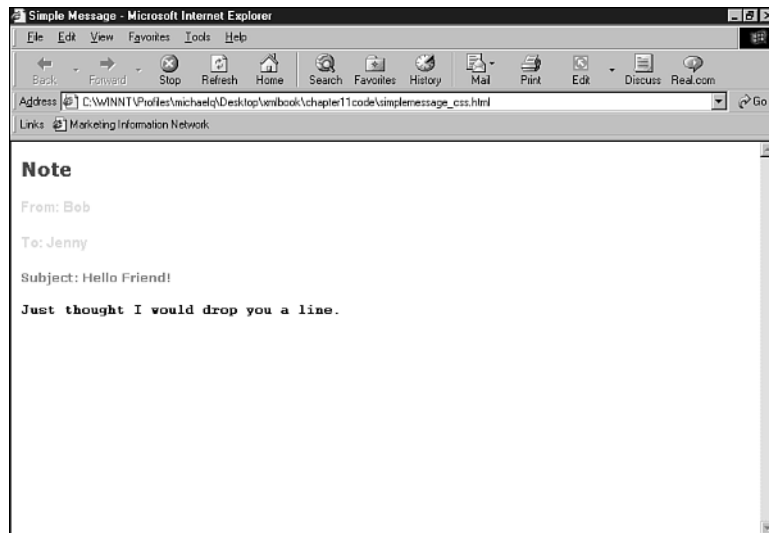 Simple Message - Microsoft Internet Explorer
File Edit View Favorites Tools Help
Back Forward Stop Refresh Home Search Favorites History Mail Print Edit Discuss Real.com
Address C:\WINNT\Profiles\michaelq\Desktop\xmlbook\chapter11code\simplemessage_css.html Go
Links Marketing Information Network
Note
From: Bob
To: Jenny
Subject: Hello Friend!
Just thought I would drop you a line.